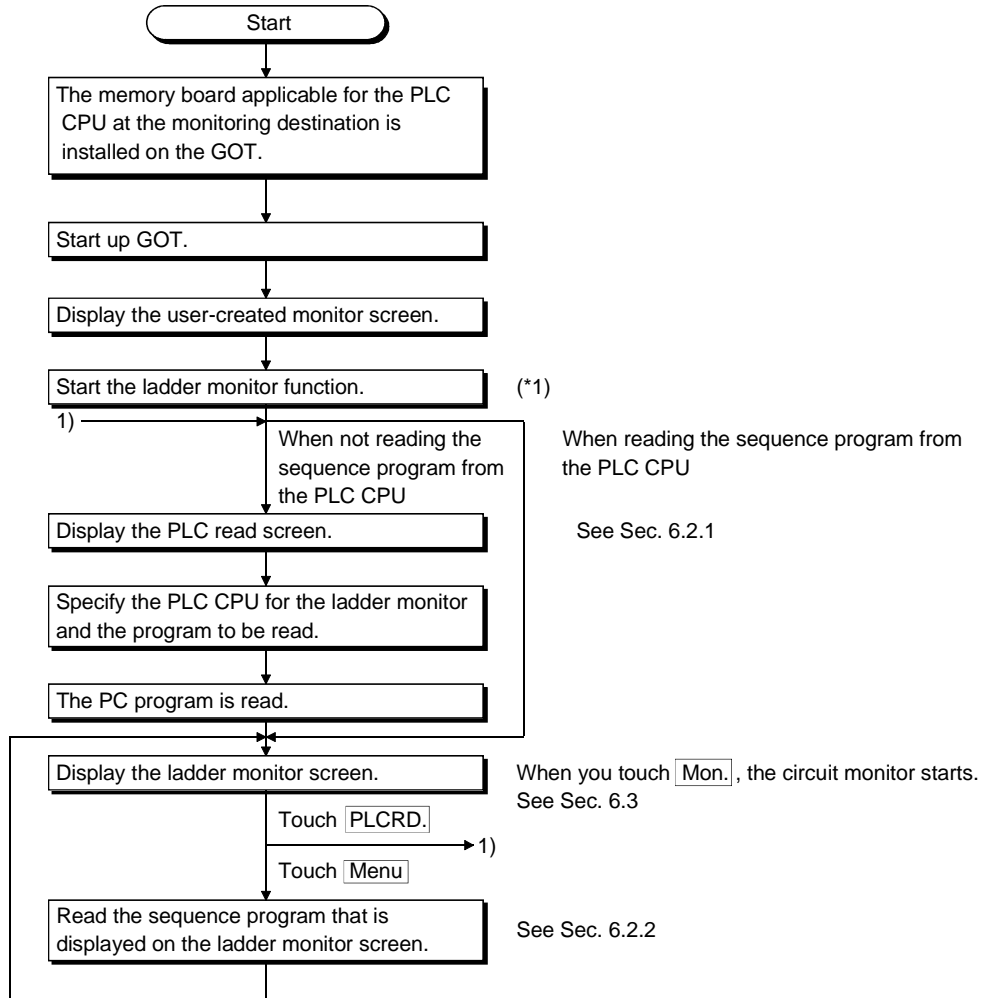 Start
The memory board applicable for the PLC
CPU at the monitoring destination is
installed on the GOT.
Start up GOT.
Display the user-created monitor screen.
Start the ladder monitor function.
(*1)
1)
When not reading the
sequence program from
the PLC CPU
When reading the sequence program from
the PLC CPU
Display the PLC read screen.
See Sec. 6.2.1
Specify the PLC CPU for the ladder monitor
and the program to be read.
The PC program is read.
Display the ladder monitor screen.
When you touch Mon. , the circuit monitor starts.
See Sec. 6.3
Touch PLCRD.
1)
Touch Menu
Read the sequence program that is
displayed on the ladder monitor screen.
See Sec. 6.2.2